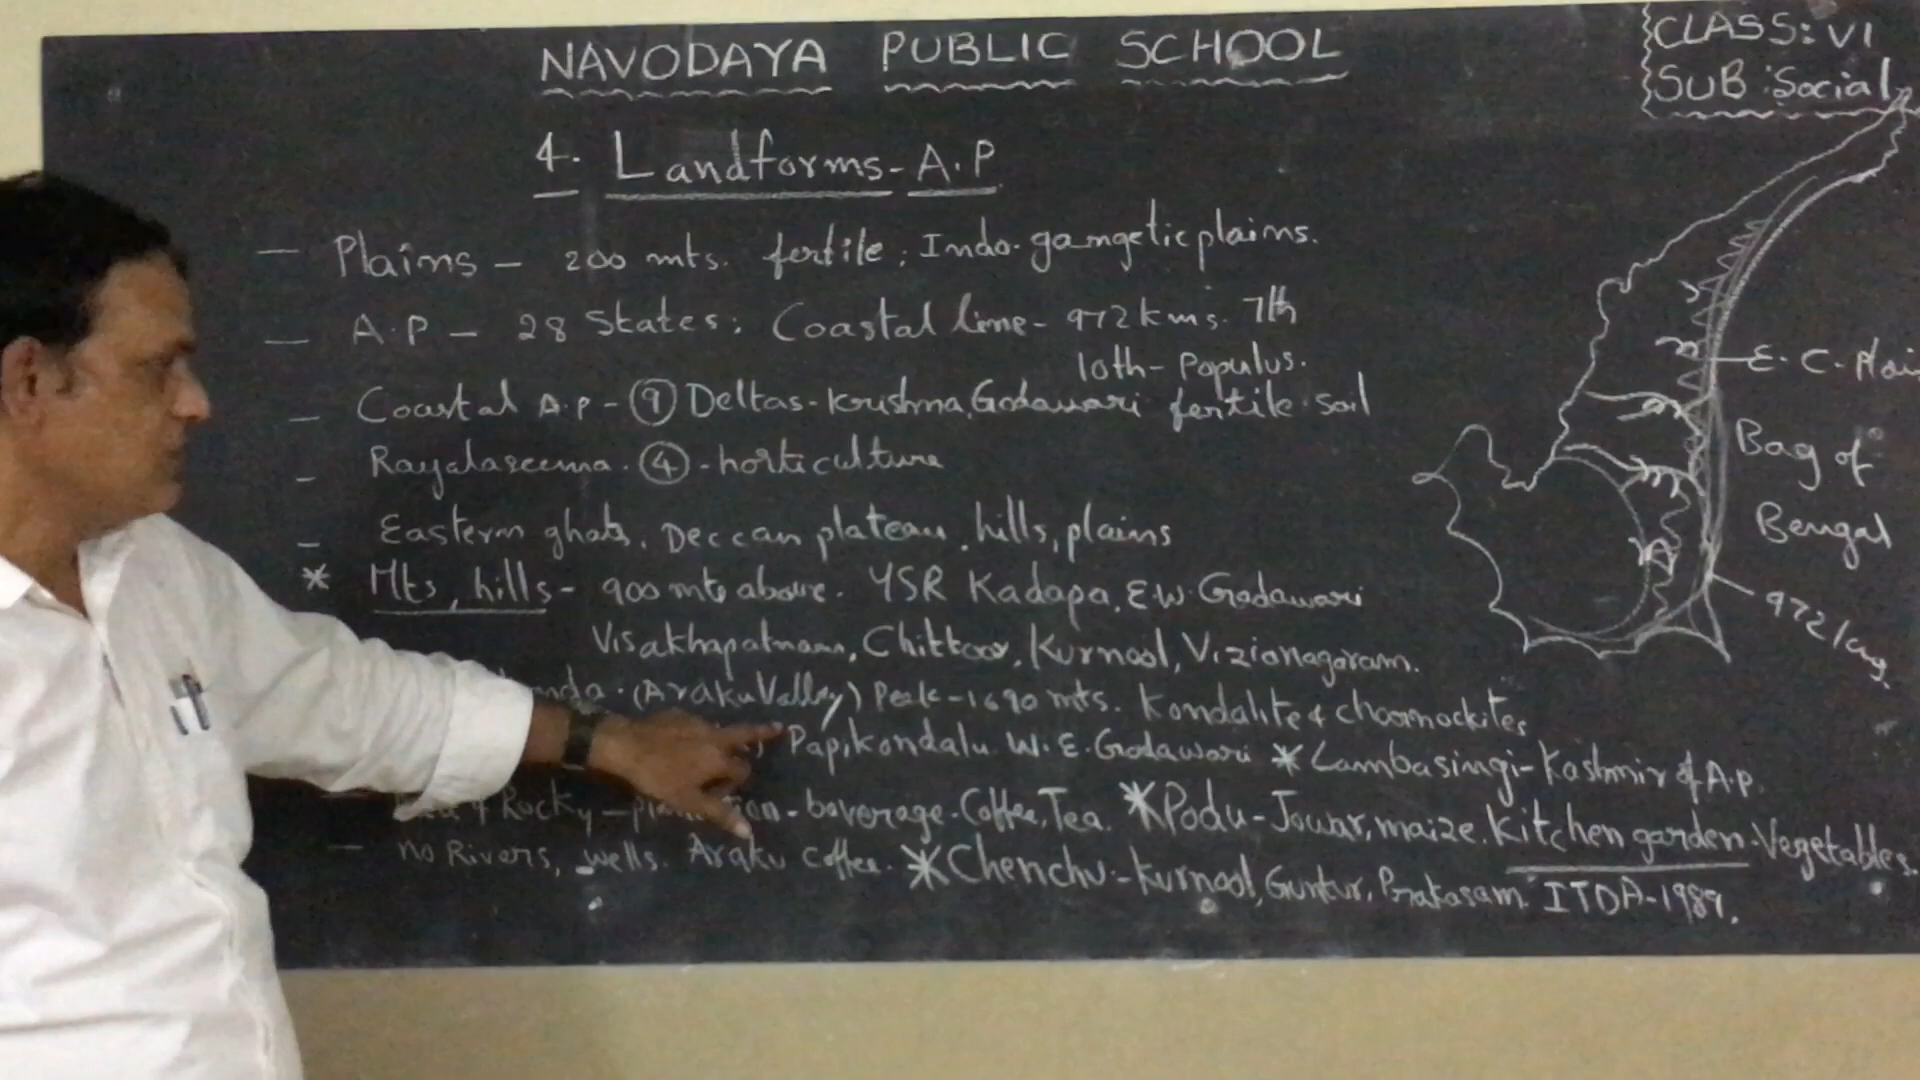 NAVODAYA PUBLIC SCHOOL
CLASS: VI
SUB: Social
4. Landforms - A.P
- Plains - 200 mts. fertile; Indo-gamgetic plaims.
- A.P - 28 States; Coastal lime - 972 kms. 7th
10th - Populus.
- Coastal A.P - 9 Deltas - Krishna, Godawari fertile soil
- Rayalaseema. 4 - horticulture
- Eastern ghats. Deccan plateau. hills, plains
* Mts, hills - 900 mts above. YSR Kadapa, E.W. Godawari
Visakhapatnam, Chittoor, Kurnool, Vizianagaram.
(Araku Valley) Peak - 1690 mts. Kondalite & charnockites
Papikondalu W.E. Godawari * Lambasingi - Kashmir of A.P.
& Rocky - - beverage - Coffee, Tea. * Podu - Jowar, maize. Kitchen garden - Vegetables.
- no Rivers, wells. Araku Coffee. * Chenchu - Kurnool, Guntur, Prakasam. ITDA - 1989.
E. C. Plai
Bag of
Bengal
972 kms